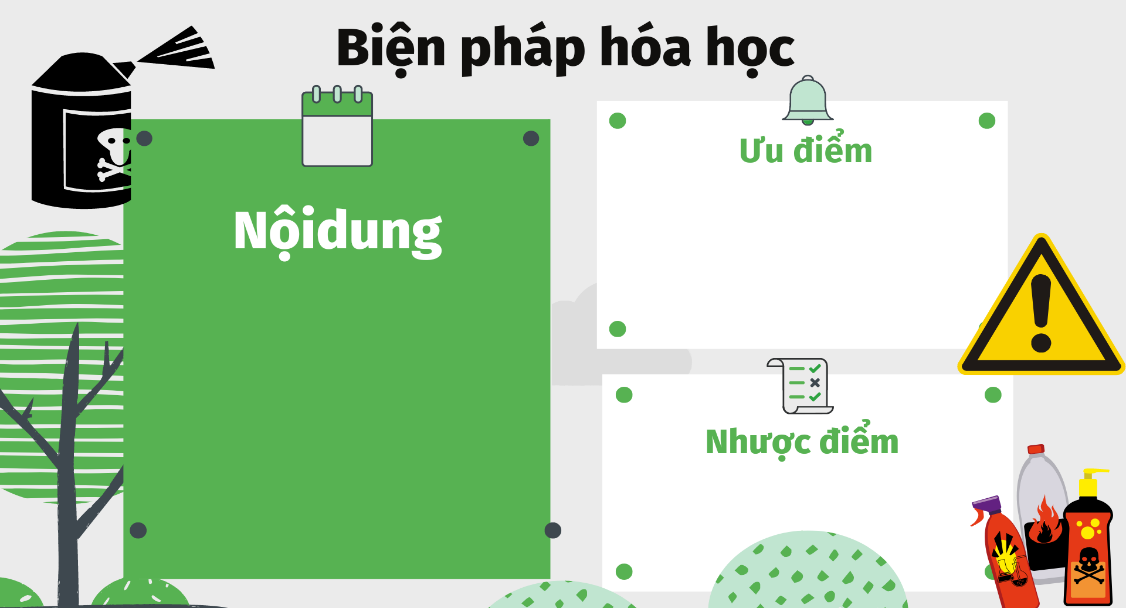 Biện pháp hóa học
Nộidung
Ưu điểm
Nhược điểm